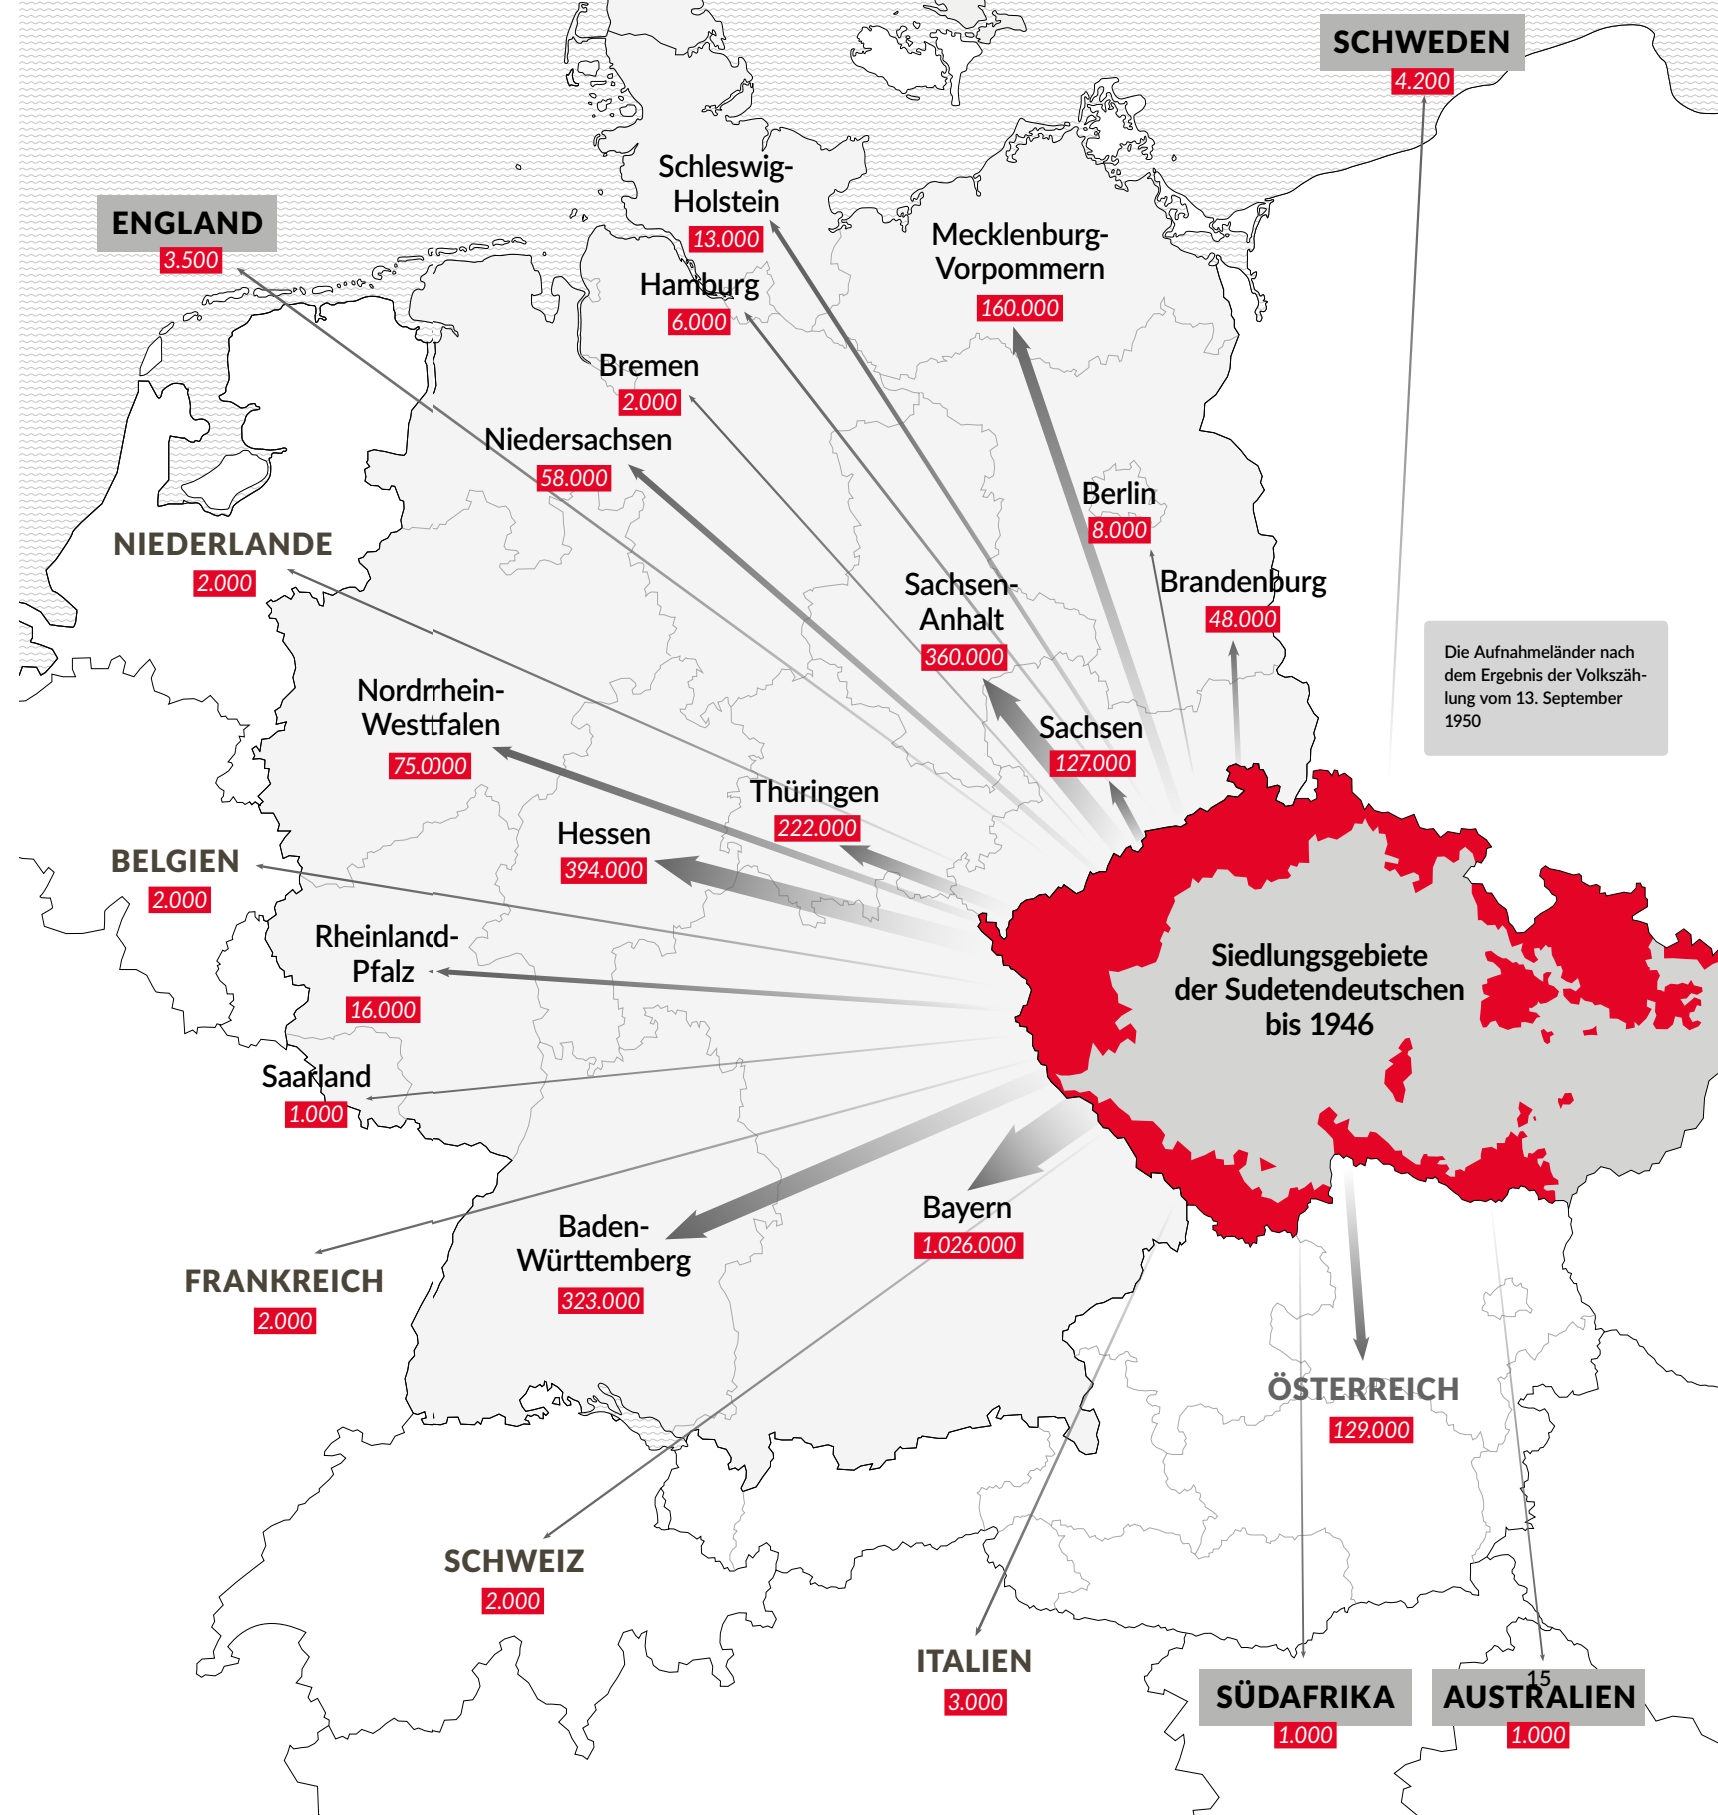 SCHWEDEN
4.200
Schleswig-
Holstein
13.000
ENGLAND
3.500
Mecklenburg-
Vorpommern
160.000
Hamburg
6.000
Bremen
2.000
Niedersachsen
58.000
Berlin
8.000
NIEDERLANDE
2.000
Sachsen-
Anhalt
360.000
Brandenburg
48.000
Die Aufnahmeländer nach
dem Ergebnis der Volkszäh-
lung vom 13. September
1950
Nordrhein-
Westfalen
75.000
Sachsen
127.000
Thüringen
222.000
Hessen
394.000
BELGIEN
2.000
Rheinland-
Pfalz
16.000
Siedlungsgebiete
der Sudetendeutschen
bis 1946
Saarland
1.000
Bayern
1.026.000
Baden-
Württemberg
323.000
FRANKREICH
2.000
ÖSTERREICH
129.000
SCHWEIZ
2.000
ITALIEN
3.000
SÜDAFRIKA
1.000
15
AUSTRALIEN
1.000